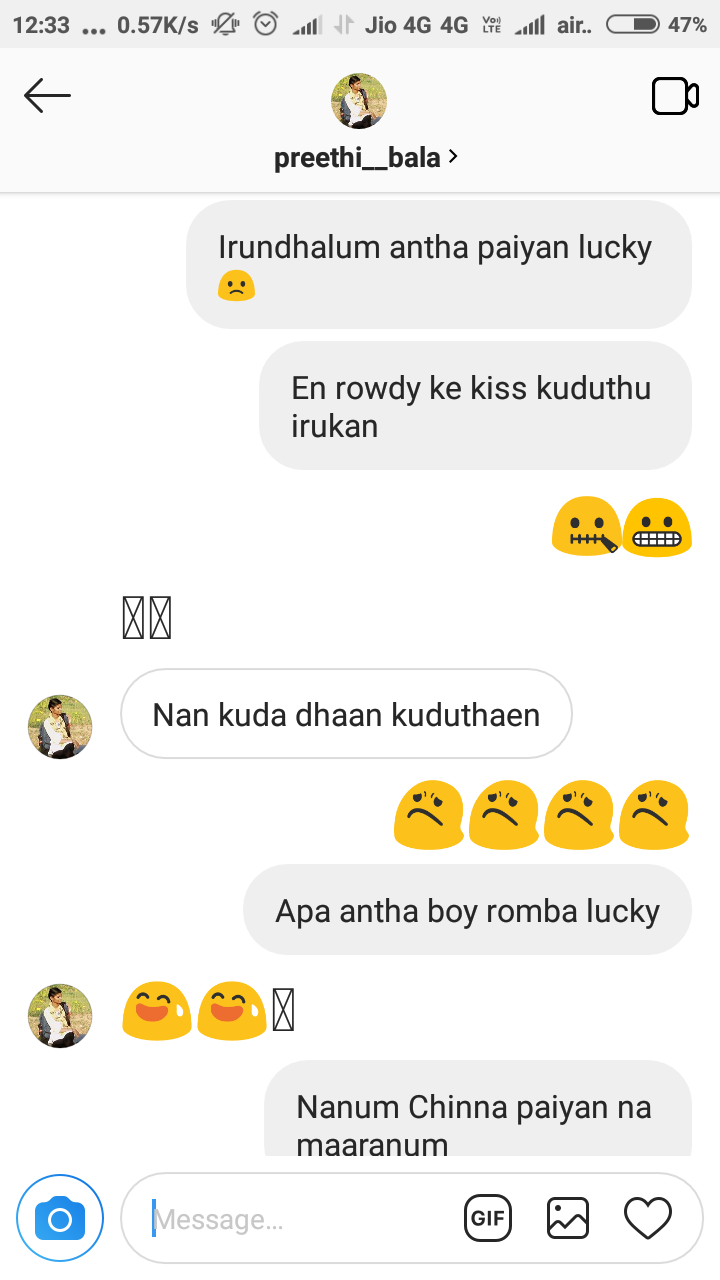 12:33 ... 0.57K/s Jio 4G 4G VoLTE air.. 47%
preethi__bala >
Irundhalum antha paiyan lucky
🙁
En rowdy ke kiss kuduthu
irukan
🤐😬
Nan kuda dhaan kuduthaen
😟😟😟😟
Apa antha boy romba lucky
😅😅
Nanum Chinna paiyan na
maaranum
Message...
GIF